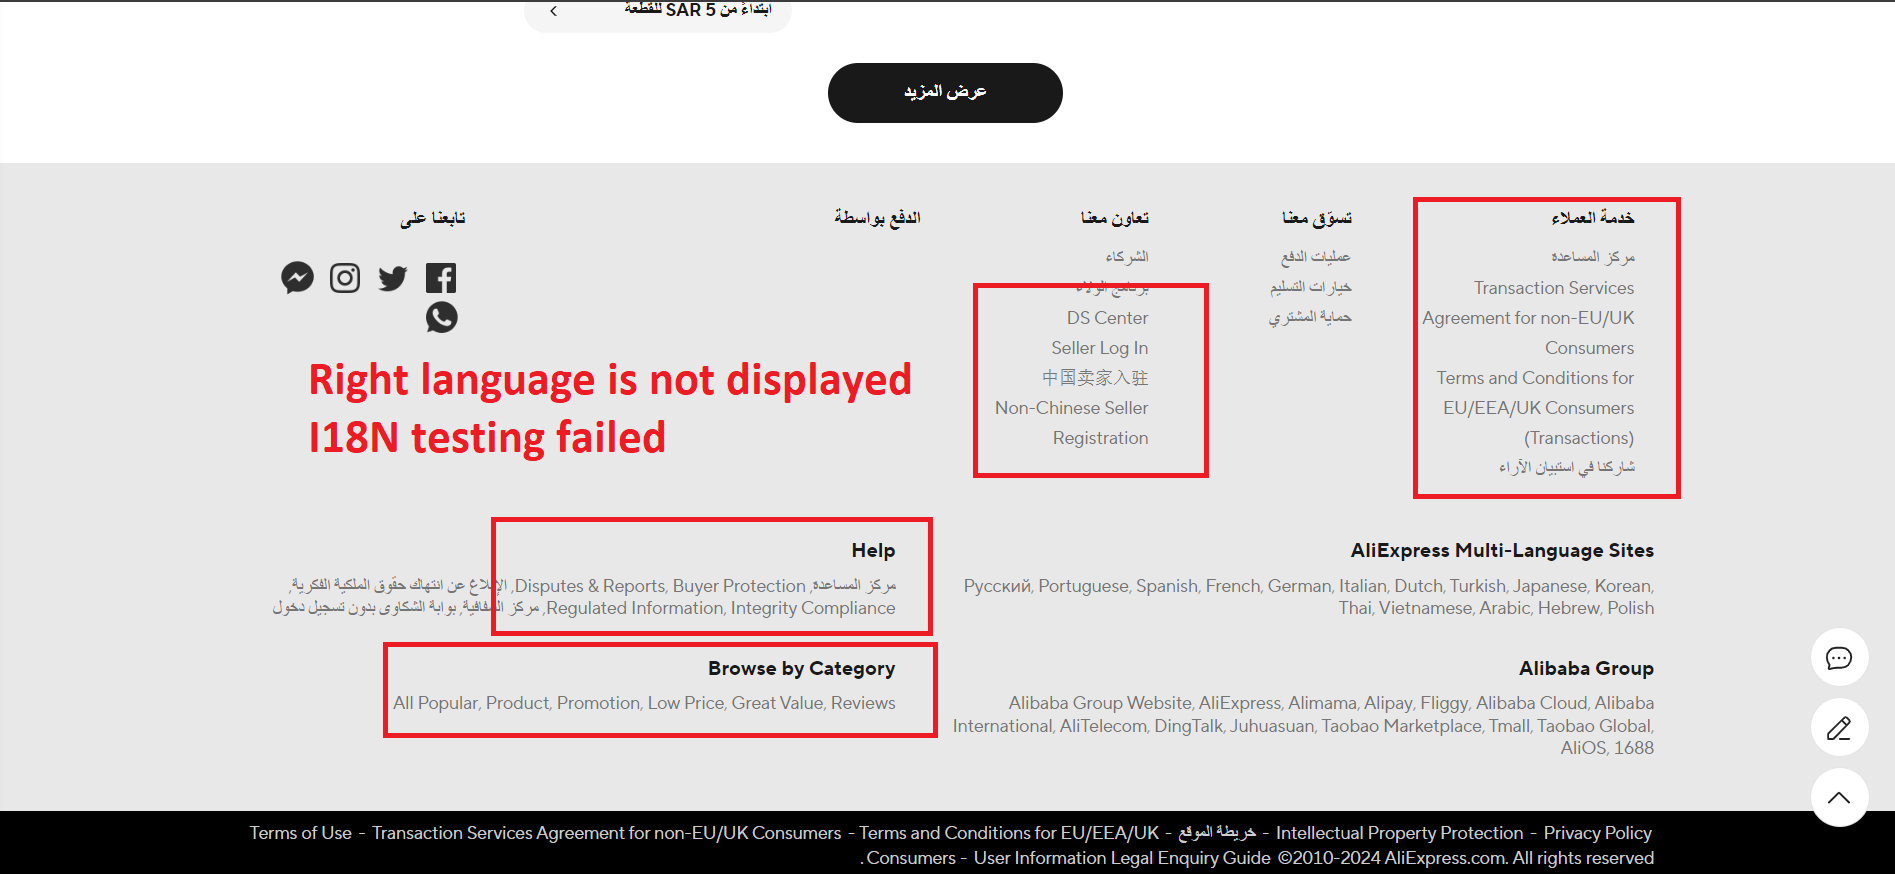 ابتداءً من SAR 5 للقطعة
عرض المزيد
خدمة العملاء
مركز المساعدة
Transaction Services
Agreement for non-EU/UK
Consumers
Terms and Conditions for
EU/EEA/UK Consumers
(Transactions)
شاركنا في استبيان الآراء
تسوّق معنا
عمليات الدفع
خيارات التسليم
حماية المشتري
تعاون معنا
الشركاء
برنامج الولاء
DS Center
Seller Log In
中国卖家入驻
Non-Chinese Seller
Registration
الدفع بواسطة
تابعنا على
Right language is not displayed
I18N testing failed
AliExpress Multi-Language Sites
Русский, Portuguese, Spanish, French, German, Italian, Dutch, Turkish, Japanese, Korean,
Thai, Vietnamese, Arabic, Hebrew, Polish
Help
مركز المساعدة, Disputes & Reports, Buyer Protection, الإبلاغ عن انتهاك حقوق الملكية الفكرية,
Regulated Information, Integrity Compliance, مركز الشفافية, بوابة الشكاوى بدون تسجيل دخول
Alibaba Group
Alibaba Group Website, AliExpress, Alimama, Alipay, Fliggy, Alibaba Cloud, Alibaba
International, AliTelecom, DingTalk, Juhuasuan, Taobao Marketplace, Tmall, Taobao Global,
AliOS, 1688
Browse by Category
All Popular, Product, Promotion, Low Price, Great Value, Reviews
Terms of Use - Transaction Services Agreement for non-EU/UK Consumers - Terms and Conditions for EU/EEA/UK - خريطة الموقع - Intellectual Property Protection - Privacy Policy
. Consumers - User Information Legal Enquiry Guide ©2010-2024 AliExpress.com. All rights reserved